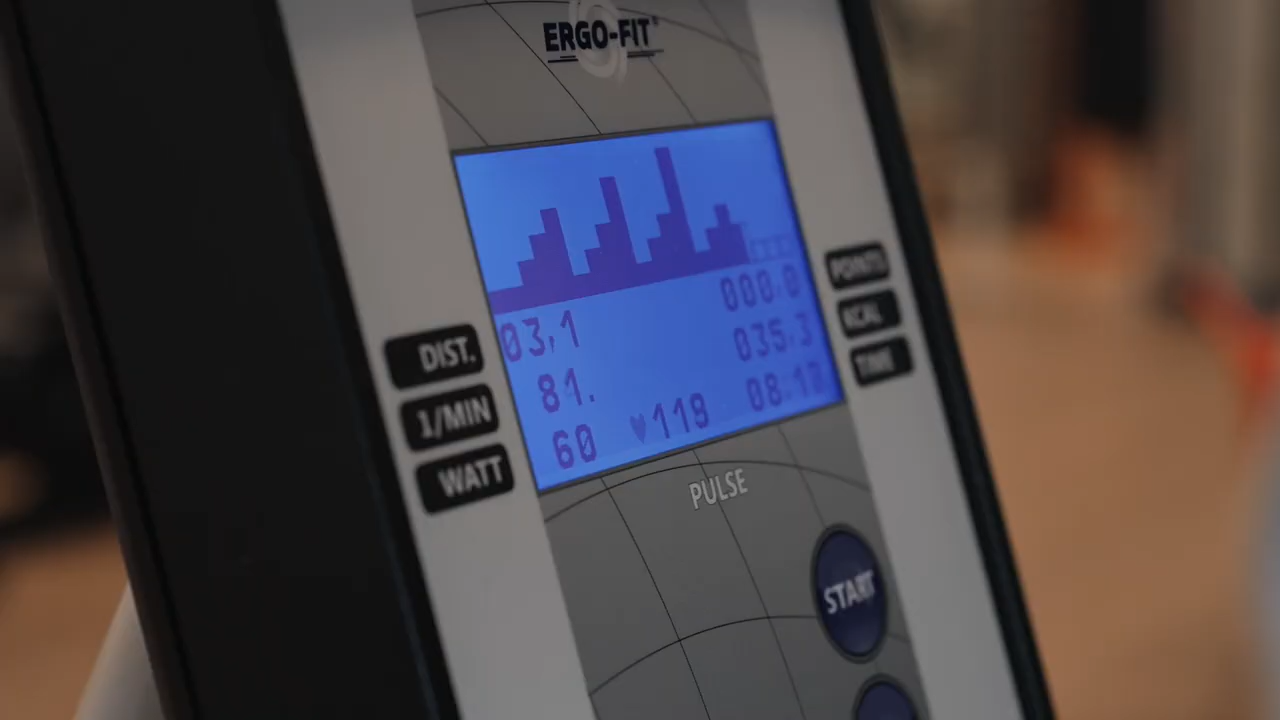 ERGO-FIT®
000.0
POINTS
DIST.
03,1
035.3
KCAL
1/MIN
81.
TIME
WATT
60
♥119
PULSE
START